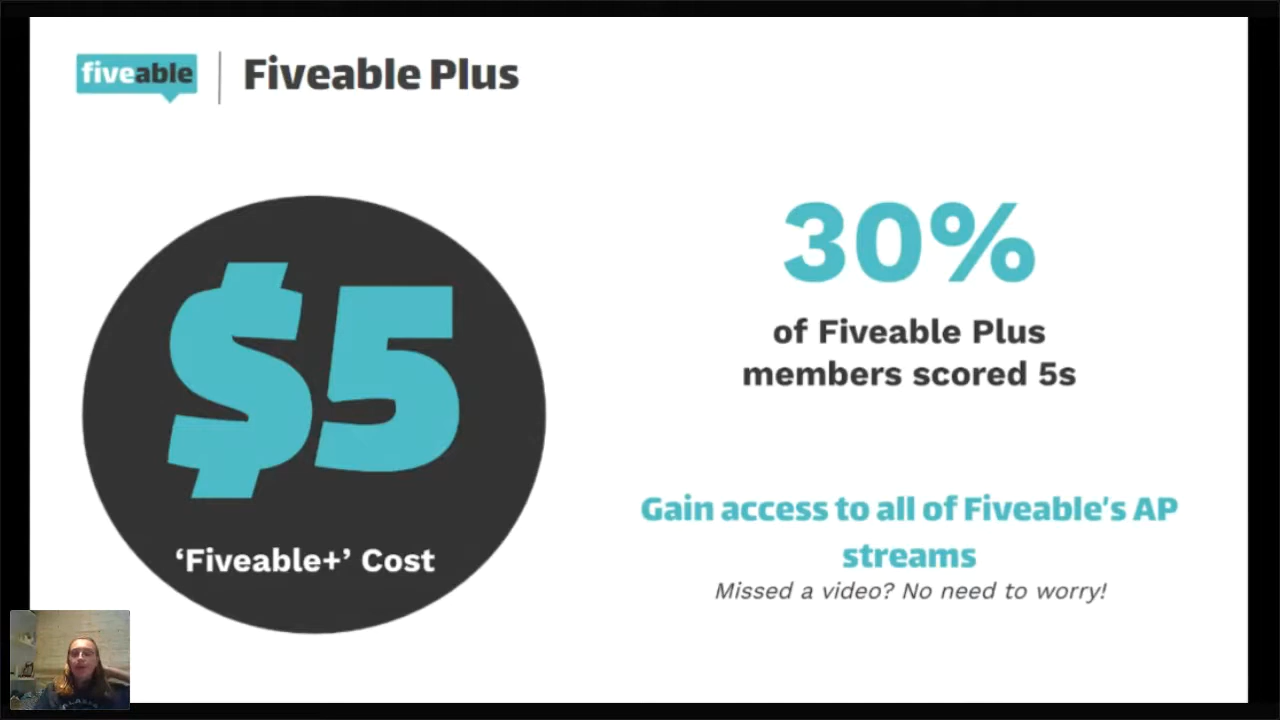 fiveable
Fiveable Plus
$5
‘Fiveable+’ Cost
30%
of Fiveable Plus
members scored 5s
Gain access to all of Fiveable's AP
streams
Missed a video? No need to worry!